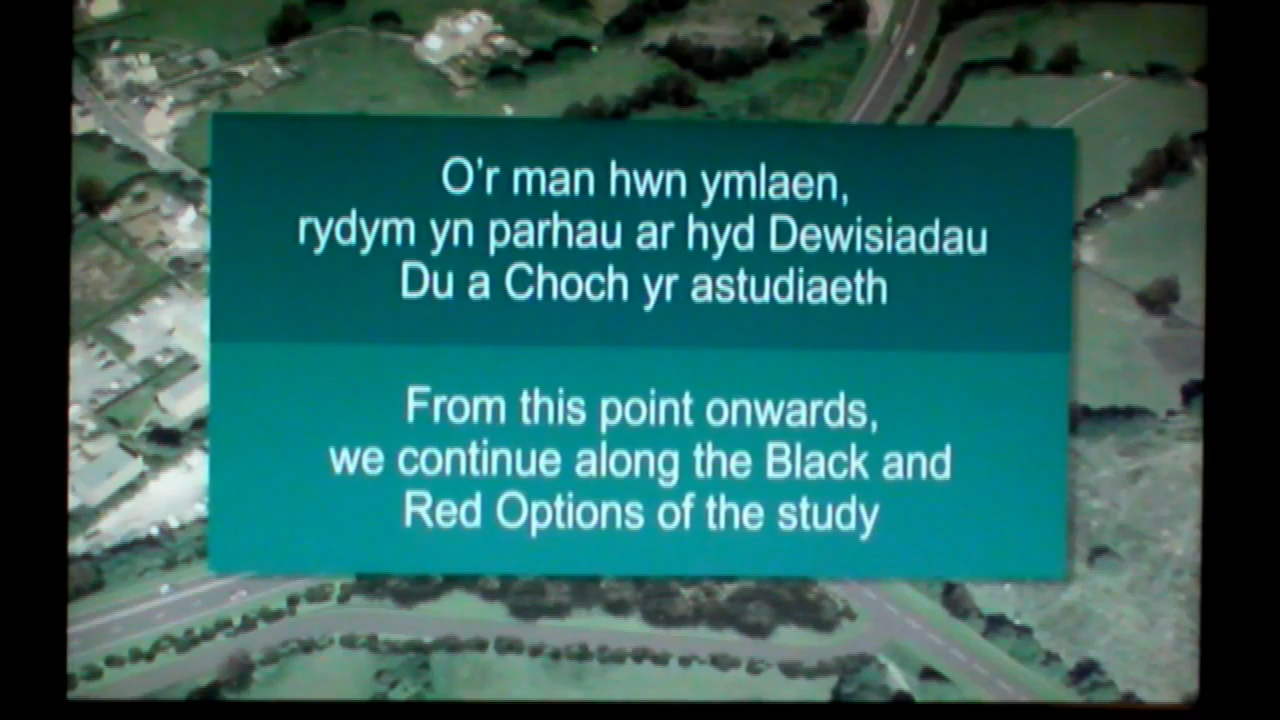 O'r man hwn ymlaen,
rydym yn parhau ar hyd Dewisiadau
Du a Choch yr astudiaeth
From this point onwards,
we continue along the Black and
Red Options of the study